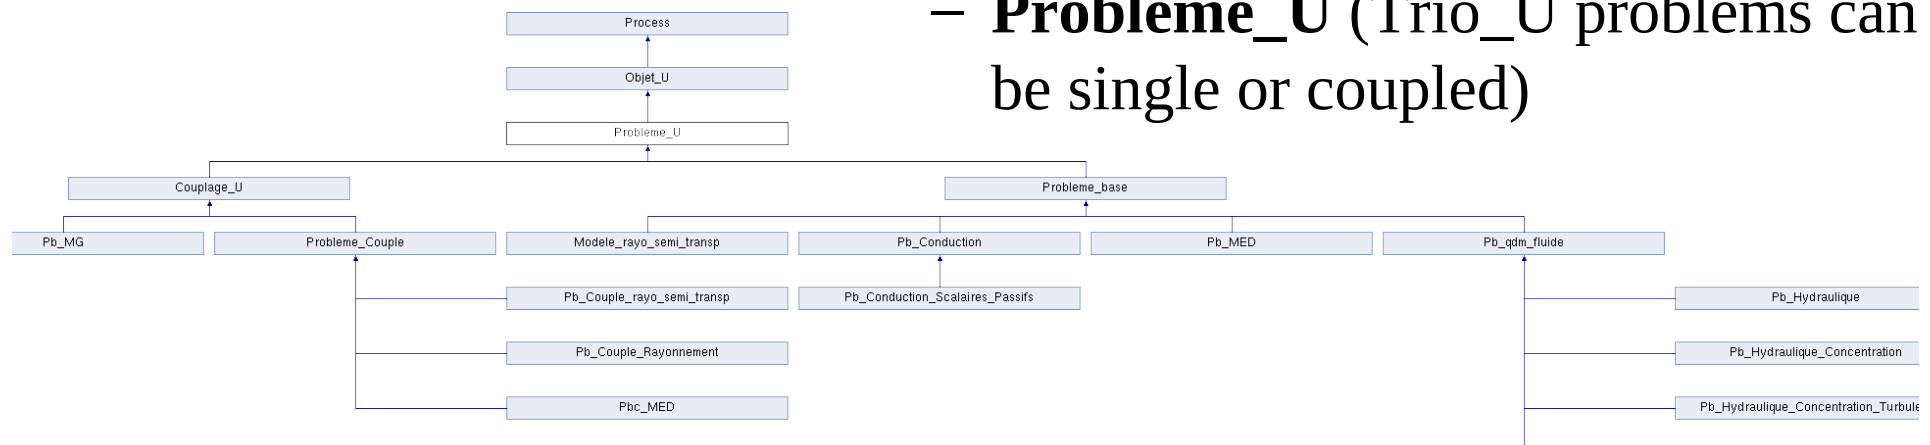 – Probleme_U (Trio_U problems can
be single or coupled)
Process
Objet_U
Probleme_U
Couplage_U
Probleme_base
Pb_MG
Probleme_Couple
Modele_rayo_semi_transp
Pb_Conduction
Pb_MED
Pb_qdm_fluide
Pb_Couple_rayo_semi_transp
Pb_Conduction_Scalaires_Passifs
Pb_Hydraulique
Pb_Couple_Rayonnement
Pb_Hydraulique_Concentration
Pbc_MED
Pb_Hydraulique_Concentration_Turbule